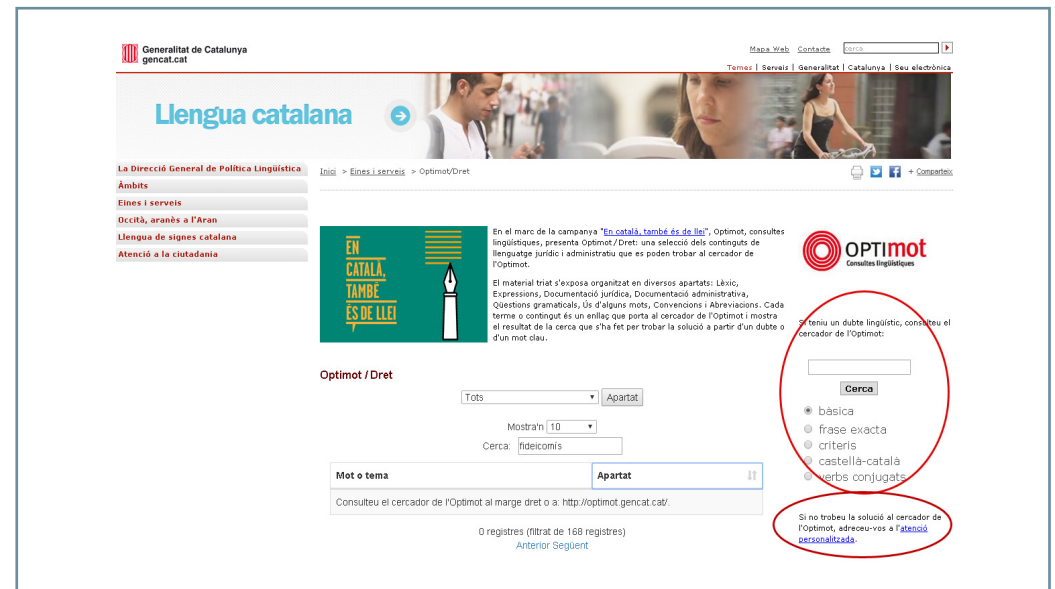 Generalitat de Catalunya
gencat.cat
Mapa Web Contacte cerca
Temes | Serveis | Generalitat | Catalunya | Seu electrònica
Llengua catalana
La Direcció General de Política Lingüística
Àmbits
Eines i serveis
Occità, aranès a l'Aran
Llengua de signes catalana
Atenció a la ciutadania
Inici > Eines i serveis > Optimot/Dret
+ Comparteix
EN
CATALÀ,
TAMBÉ
ÉS DE LLEI
En el marc de la campanya "En català, també és de llei", Optimot, consultes
lingüístiques, presenta Optimot/Dret: una selecció dels continguts de
llenguatge jurídic i administratiu que es poden trobar al cercador de
l'Optimot.
El material triat s'exposa organitzat en diversos apartats: Lèxic,
Expressions, Documentació jurídica, Documentació administrativa,
Qüestions gramaticals, Ús d'alguns mots, Convencions i Abreviacions. Cada
terme o contingut és un enllaç que porta al cercador de l'Optimot i mostra
el resultat de la cerca que s'ha fet per trobar la solució a partir d'un dubte o
d'un mot clau.
OPTImot
Consultes lingüístiques
Si teniu un dubte lingüístic, consulteu el
cercador de l'Optimot:
Cerca
bàsica
frase exacta
criteris
castellà-català
verbs conjugats
Si no trobeu la solució al cercador de
l'Optimot, adreceu-vos a l'atenció
personalitzada.
Optimot / Dret
Tots Apartat
Mostra'n 10
Cerca: fideicomís
Mot o tema Apartat
Consulteu el cercador de l'Optimot al marge dret o a: http://optimot.gencat.cat/.
0 registres (filtrat de 168 registres)
Anterior Següent